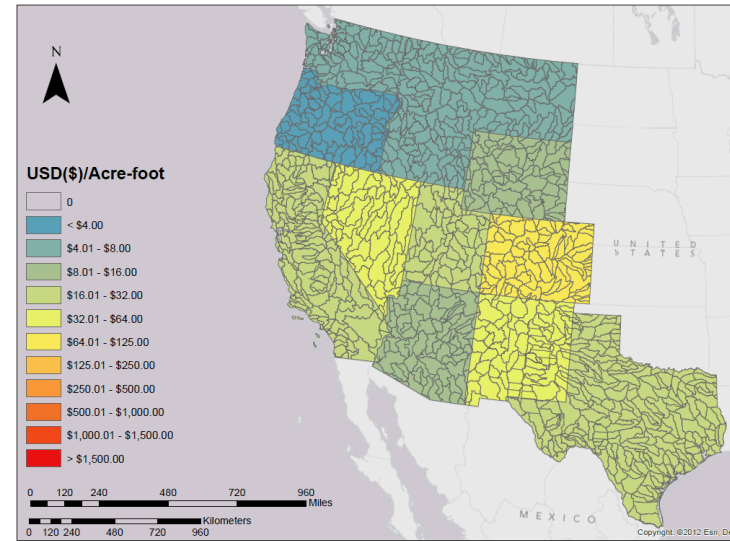 N
USD($)/Acre-foot
0
< $4.00
$4.01 - $8.00
$8.01 - $16.00
$16.01 - $32.00
$32.01 - $64.00
$64.01 - $125.00
$125.01 - $250.00
$250.01 - $500.00
$500.01 - $1,000.00
$1,000.01 - $1,500.00
> $1,500.00
0 120 240 480 720 960
Miles
Kilometers
0 120 240 480 720 960
UNITED
STATES
MEXICO
Copyright: ©2012 Esri, De